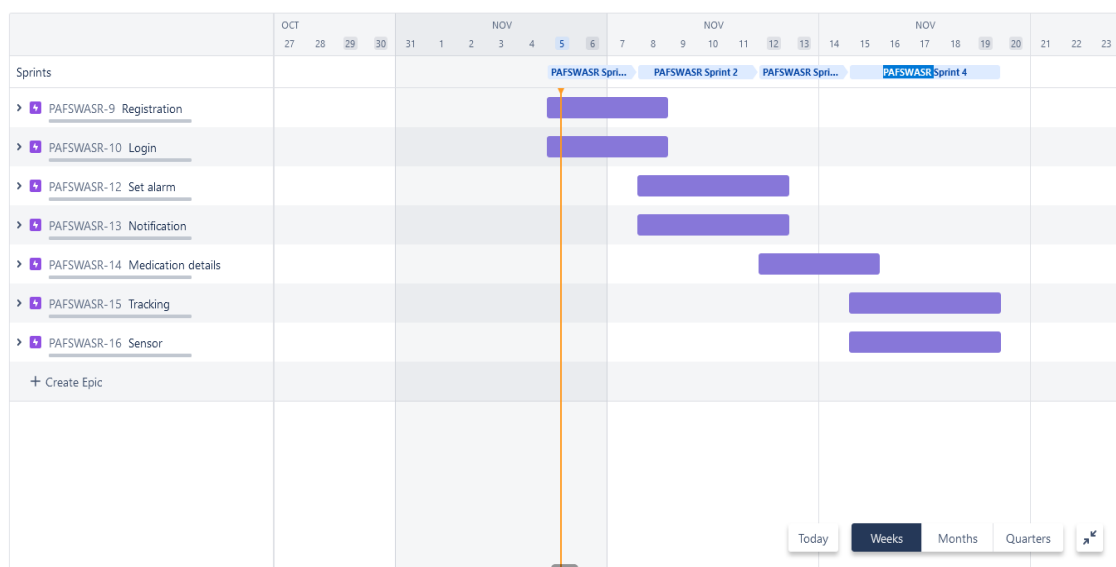 OCT NOV NOV NOV
27 28 29 30 31 1 2 3 4 5 6 7 8 9 10 11 12 13 14 15 16 17 18 19 20 21 22 23
Sprints PAFSWASR Spri... PAFSWASR Sprint 2 PAFSWASR Spri... PAFSWASR Sprint 4
PAFSWASR-9 Registration
PAFSWASR-10 Login
PAFSWASR-12 Set alarm
PAFSWASR-13 Notification
PAFSWASR-14 Medication details
PAFSWASR-15 Tracking
PAFSWASR-16 Sensor
+ Create Epic
Today Weeks Months Quarters